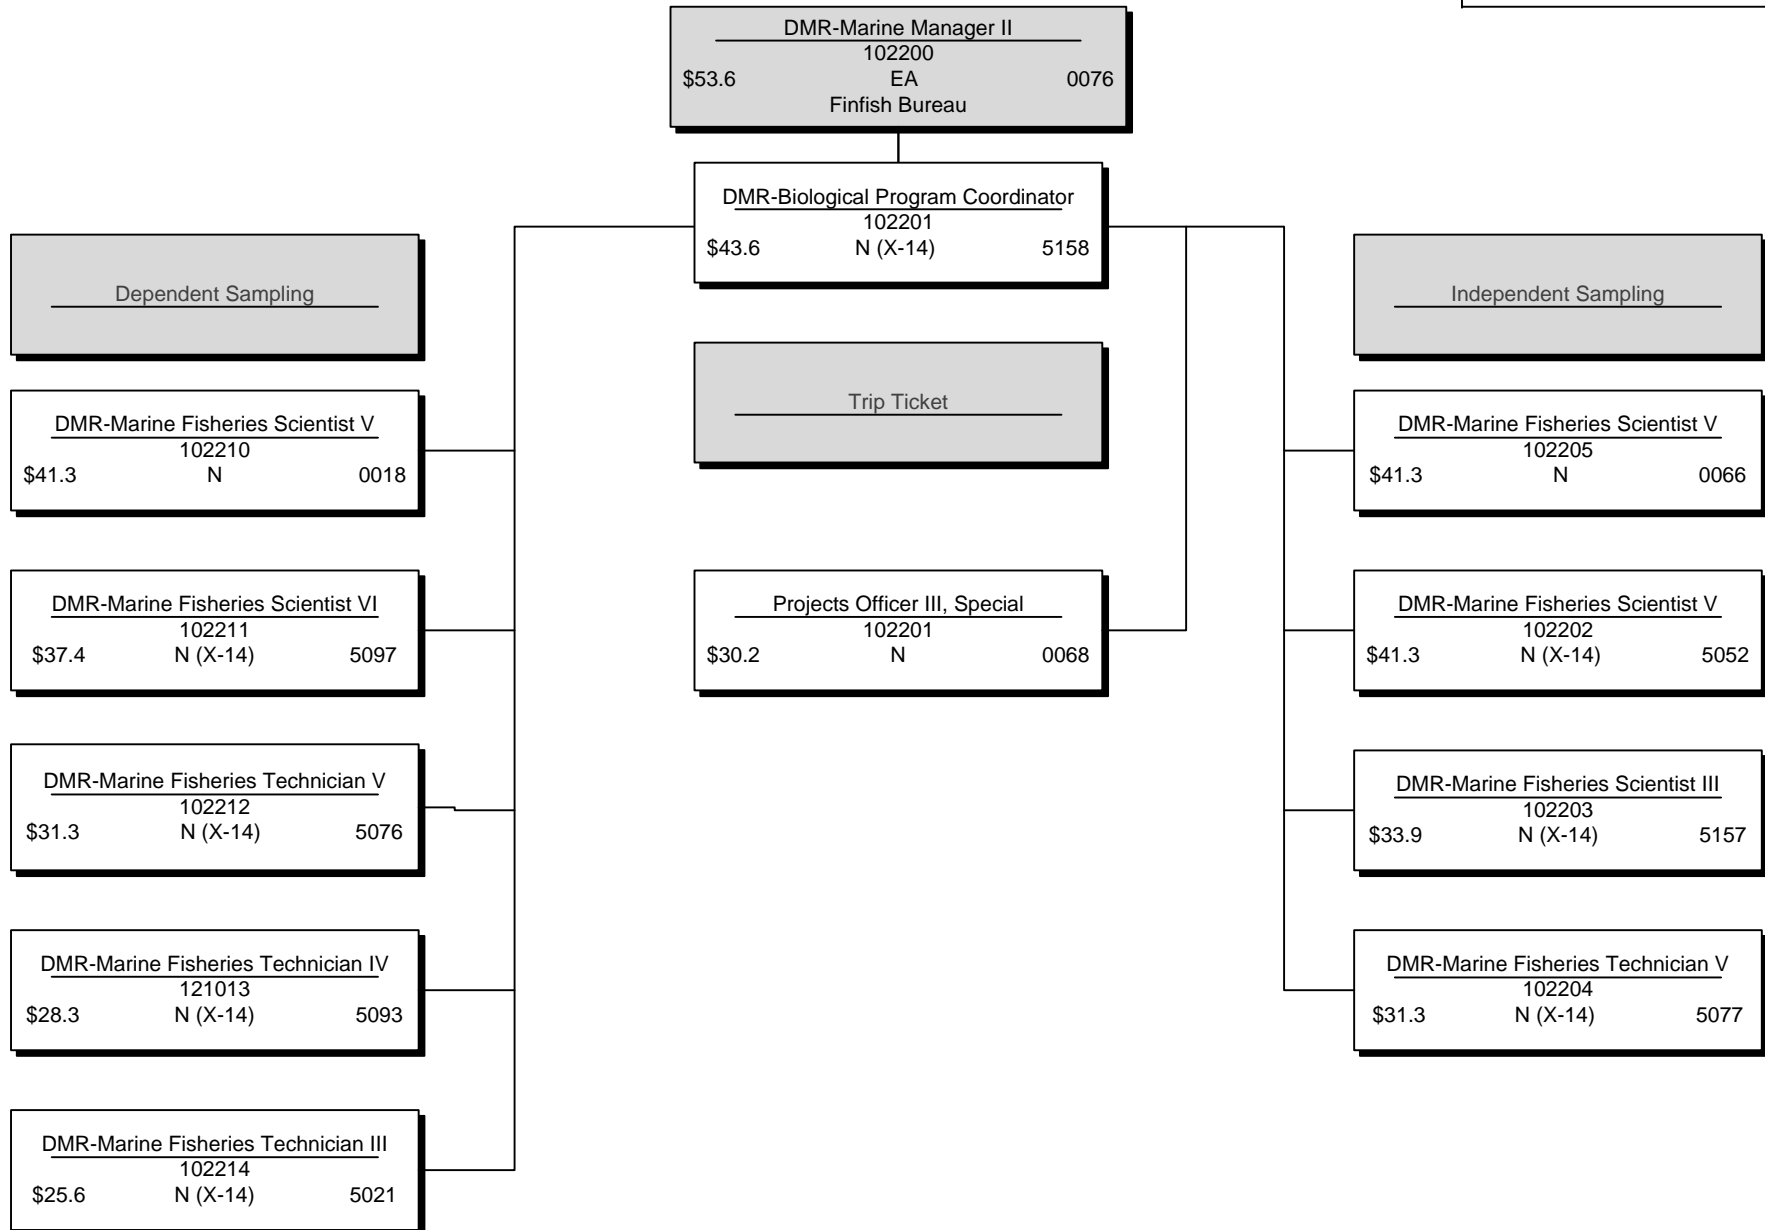 DMR-Marine Manager II
102200
$53.6 EA 0076
Finfish Bureau
DMR-Biological Program Coordinator
102201
$43.6 N (X-14) 5158
Dependent Sampling
DMR-Marine Fisheries Scientist V
102210
$41.3 N 0018
DMR-Marine Fisheries Scientist VI
102211
$37.4 N (X-14) 5097
DMR-Marine Fisheries Technician V
102212
$31.3 N (X-14) 5076
DMR-Marine Fisheries Technician IV
121013
$28.3 N (X-14) 5093
DMR-Marine Fisheries Technician III
102214
$25.6 N (X-14) 5021
Trip Ticket
Projects Officer III, Special
102201
$30.2 N 0068
Independent Sampling
DMR-Marine Fisheries Scientist V
102205
$41.3 N 0066
DMR-Marine Fisheries Scientist V
102202
$41.3 N (X-14) 5052
DMR-Marine Fisheries Scientist III
102203
$33.9 N (X-14) 5157
DMR-Marine Fisheries Technician V
102204
$31.3 N (X-14) 5077